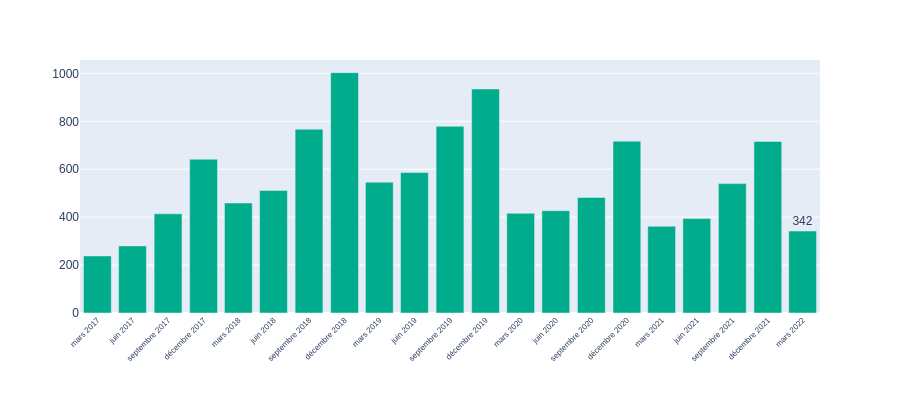 1000
800
600
400
200
0
342
mars 2017
juin 2017
septembre 2017
décembre 2017
mars 2018
juin 2018
septembre 2018
décembre 2018
mars 2019
juin 2019
septembre 2019
décembre 2019
mars 2020
juin 2020
septembre 2020
décembre 2020
mars 2021
juin 2021
septembre 2021
décembre 2021
mars 2022